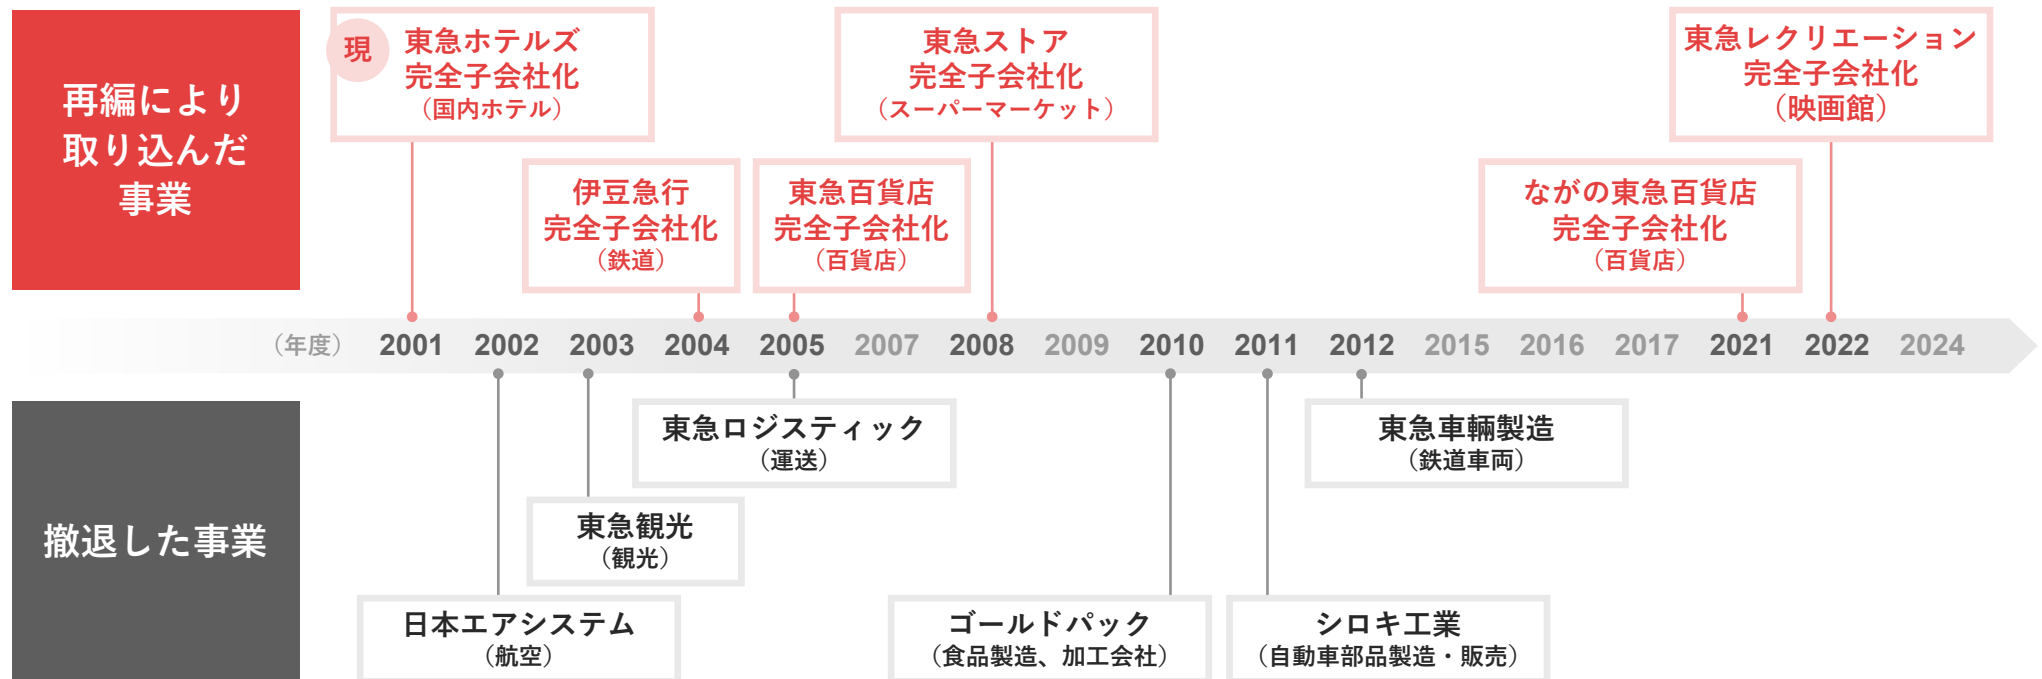 再編により
取り込んだ
事業
現
東急ホテルズ
完全子会社化
（国内ホテル）
東急ストア
完全子会社化
（スーパーマーケット）
東急レクリエーション
完全子会社化
（映画館）
伊豆急行
完全子会社化
（鉄道）
東急百貨店
完全子会社化
（百貨店）
ながの東急百貨店
完全子会社化
（百貨店）
（年度） 2001 2002 2003 2004 2005 2007 2008 2009 2010 2011 2012 2015 2016 2017 2021 2022 2024
撤退した事業
東急ロジスティック
（運送）
東急車輛製造
（鉄道車両）
東急観光
（観光）
日本エアシステム
（航空）
ゴールドパック
（食品製造、加工会社）
シロキ工業
（自動車部品製造・販売）